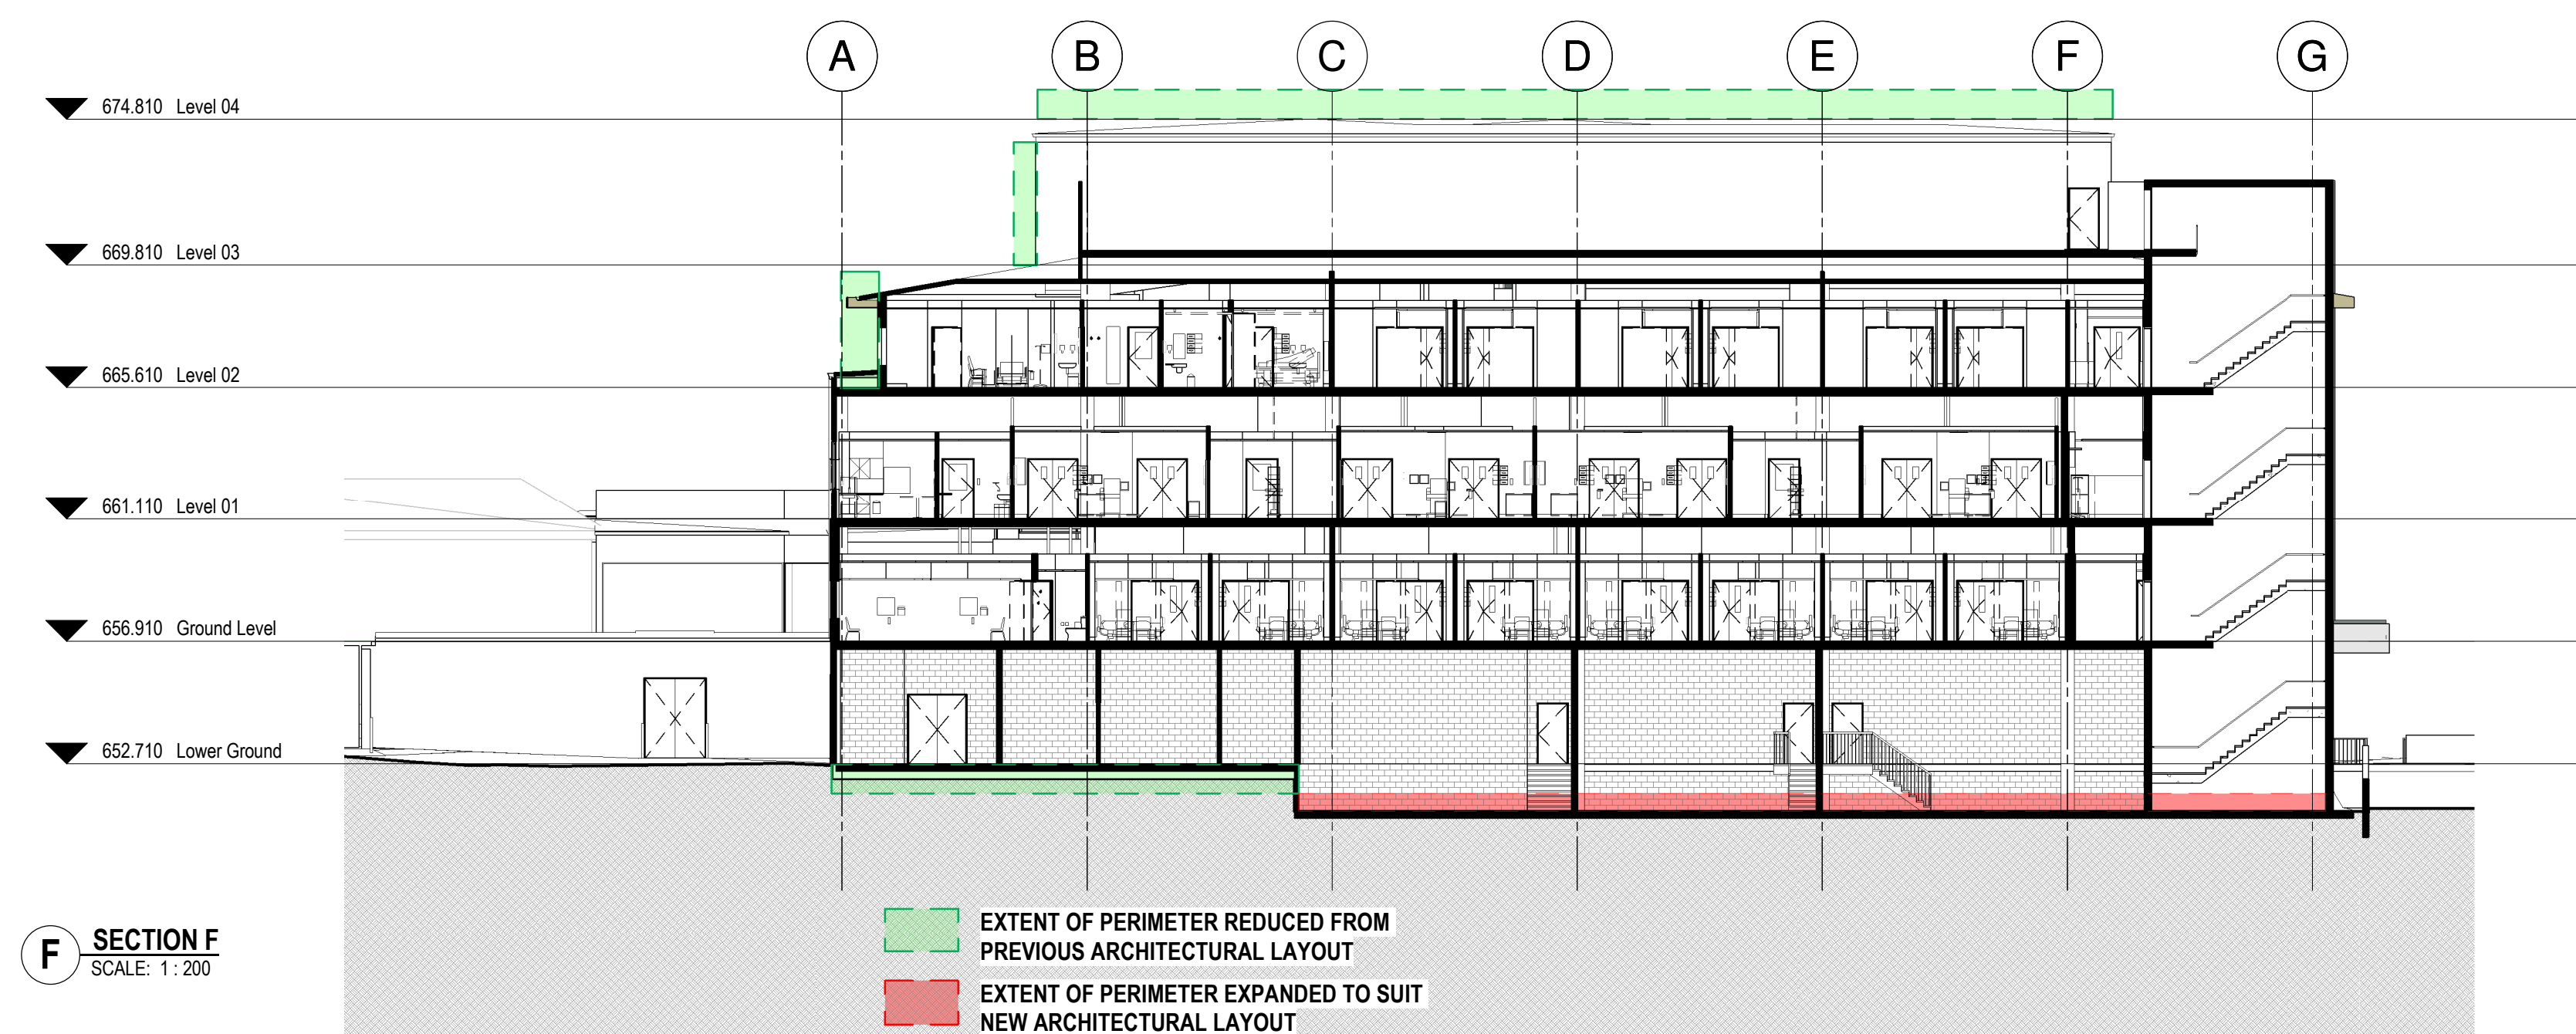 A B C D E F G
674.810 Level 04
669.810 Level 03
665.610 Level 02
661.110 Level 01
656.910 Ground Level
652.710 Lower Ground
F SECTION F
SCALE: 1 : 200
EXTENT OF PERIMETER REDUCED FROM
PREVIOUS ARCHITECTURAL LAYOUT
EXTENT OF PERIMETER EXPANDED TO SUIT
NEW ARCHITECTURAL LAYOUT